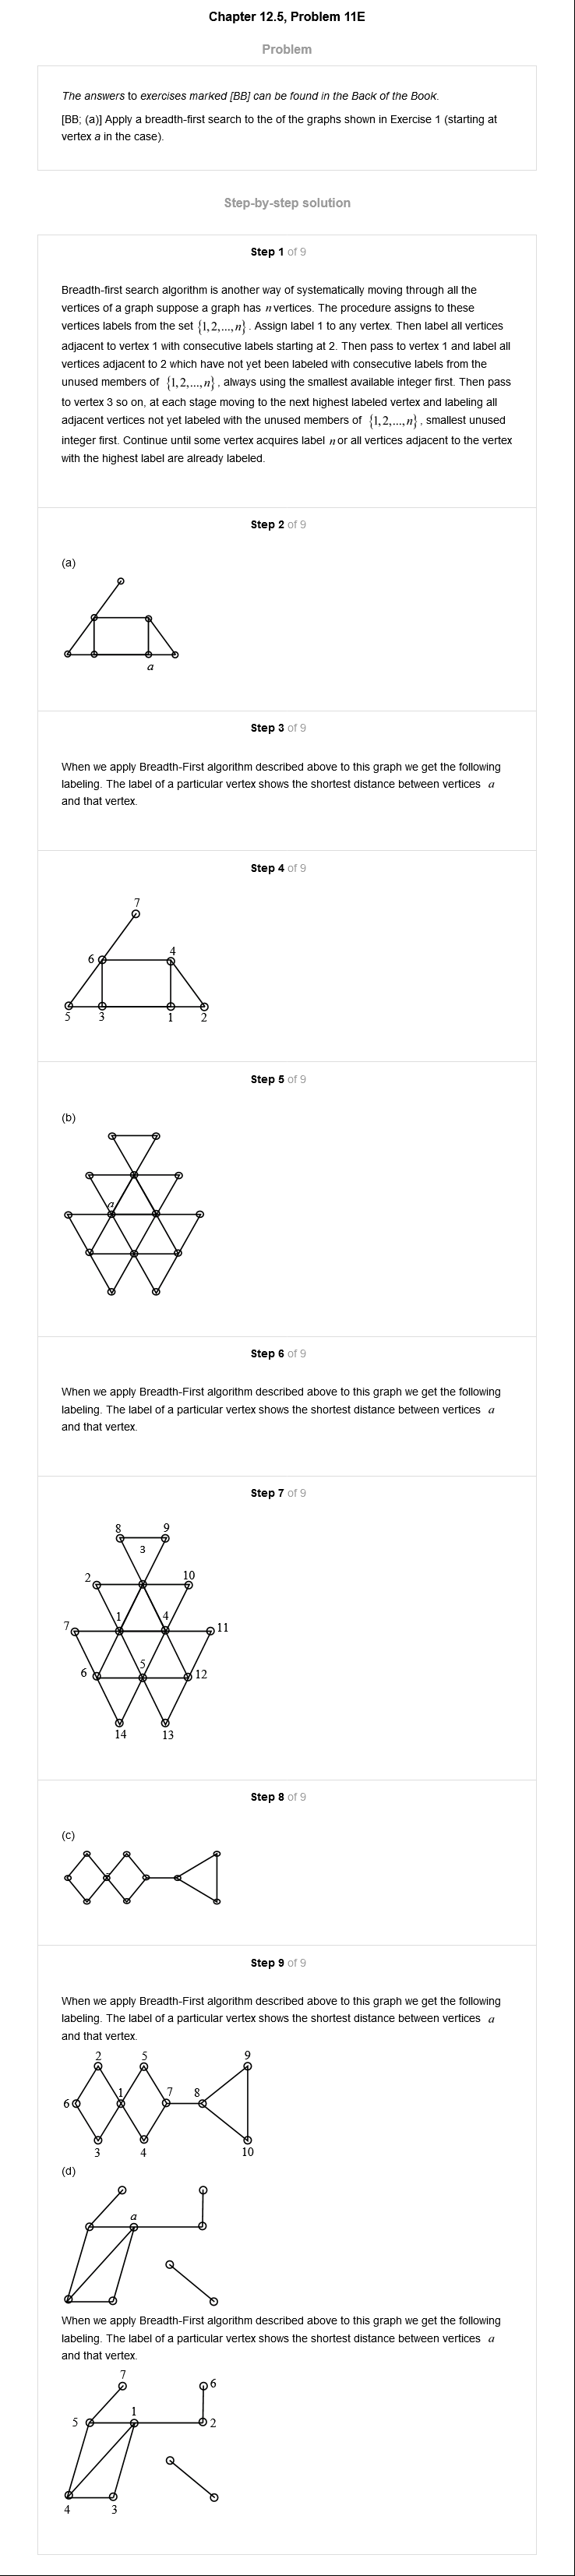 Chapter 12.5, Problem 11E
Problem
The answers to exercises marked [BB] can be found in the Back of the Book.
[BB; (a)] Apply a breadth-first search to the of the graphs shown in Exercise 1 (starting at
vertex a in the case).
Step-by-step solution
Step 1 of 9
Breadth-first search algorithm is another way of systematically moving through all the
vertices of a graph suppose a graph has n vertices. The procedure assigns to these
vertices labels from the set {1,2,...,n}. Assign label 1 to any vertex. Then label all vertices
adjacent to vertex 1 with consecutive labels starting at 2. Then pass to vertex 1 and label all
vertices adjacent to 2 which have not yet been labeled with consecutive labels from the
unused members of {1,2,...,n}, always using the smallest available integer first. Then pass
to vertex 3 so on, at each stage moving to the next highest labeled vertex and labeling all
adjacent vertices not yet labeled with the unused members of {1,2,...,n}, smallest unused
integer first. Continue until some vertex acquires label n or all vertices adjacent to the vertex
with the highest label are already labeled.
Step 2 of 9
(a)
a
Step 3 of 9
When we apply Breadth-First algorithm described above to this graph we get the following
labeling. The label of a particular vertex shows the shortest distance between vertices a
and that vertex.
Step 4 of 9
7
6 4
5 3 1 2
Step 5 of 9
(b)
a
Step 6 of 9
When we apply Breadth-First algorithm described above to this graph we get the following
labeling. The label of a particular vertex shows the shortest distance between vertices a
and that vertex.
Step 7 of 9
8 9
3
2 10
7 1 4 11
6 5 12
14 13
Step 8 of 9
(c)
Step 9 of 9
When we apply Breadth-First algorithm described above to this graph we get the following
labeling. The label of a particular vertex shows the shortest distance between vertices a
and that vertex.
2 5 9
6 1 7 8
3 4 10
(d)
a
When we apply Breadth-First algorithm described above to this graph we get the following
labeling. The label of a particular vertex shows the shortest distance between vertices a
and that vertex.
7 6
5 1 2
4 3